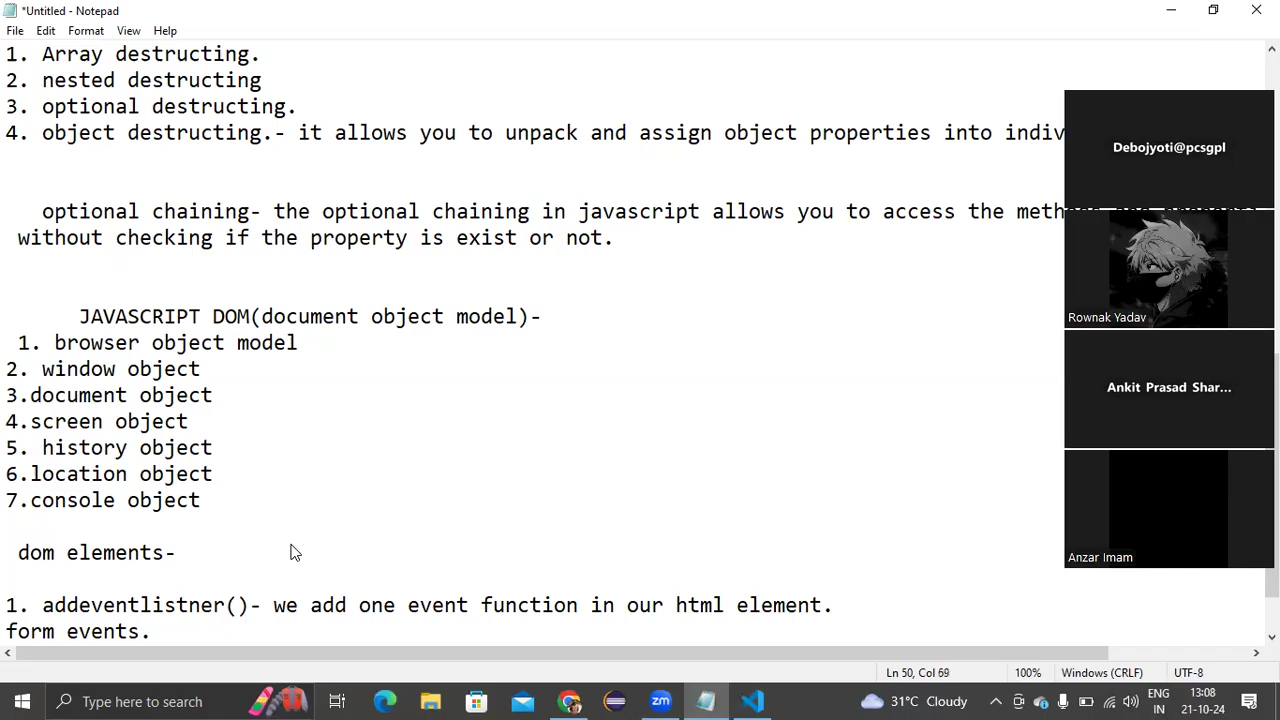 *Untitled - Notepad
File Edit Format View Help
1. Array destructing.
2. nested destructing
3. optional destructing.
4. object destructing.- it allows you to unpack and assign object properties into indiv
optional chaining- the optional chaining in javascript allows you to access the
without checking if the property is exist or not.
JAVASCRIPT DOM(document object model)-
1. browser object model
2. window object
3.document object
4.screen object
5. history object
6.location object
7.console object
dom elements-
1. addeventlistner()- we add one event function in our html element.
form events.
Debojyoti@pcsgpl
Rownak Yadav
Ankit Prasad Shar...
Anzar Imam
Ln 50, Col 69 100% Windows (CRLF) UTF-8
Type here to search
zm
31°C Cloudy
ENG
IN
13:08
21-10-24